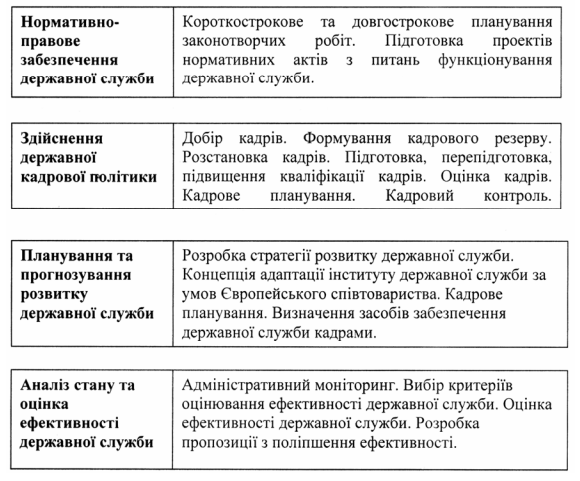 Нормативно-
правове
забезпечення
державної служби
Короткострокове та довгострокове планування
законотворчих робіт. Підготовка проектів
нормативних актів з питань функціонування
державної служби.
Здійснення
державної
кадрової політики
Добір кадрів. Формування кадрового резерву.
Розстановка кадрів. Підготовка, перепідготовка,
підвищення кваліфікації кадрів. Оцінка кадрів.
Кадрове планування. Кадровий контроль.
Планування та
прогнозування
розвитку
державної служби
Розробка стратегії розвитку державної служби.
Концепція адаптації інституту державної служби за
умов Європейського співтовариства. Кадрове
планування. Визначення засобів забезпечення
державної служби кадрами.
Аналіз стану та
оцінка
ефективності
державної служби
Адміністративний моніторинг. Вибір критеріїв
оцінювання ефективності державної служби. Оцінка
ефективності державної служби. Розробка
пропозиції з поліпшення ефективності.